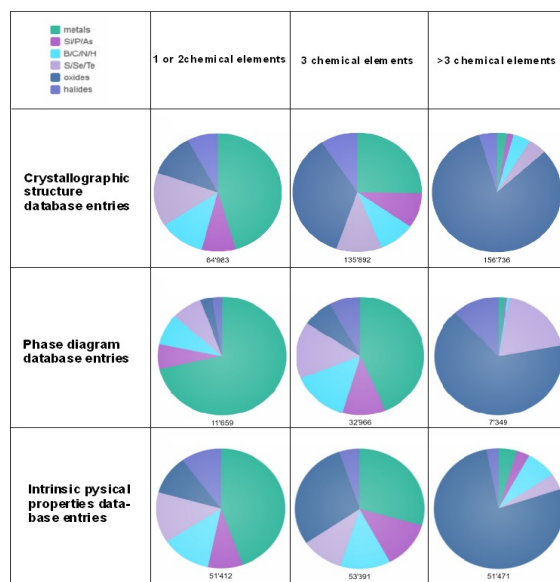 metals
Si/P/As
B/C/N/H
S/Se/Te
oxides
halides
1 or 2chemical elements
3 chemical elements
>3 chemical elements
Crystallographic
structure
database entries
64'983
135'892
156'736
Phase diagram
database entries
11'659
32'966
7'349
Intrinsic pysical
properties data-
base entries
51'412
53'391
51'471